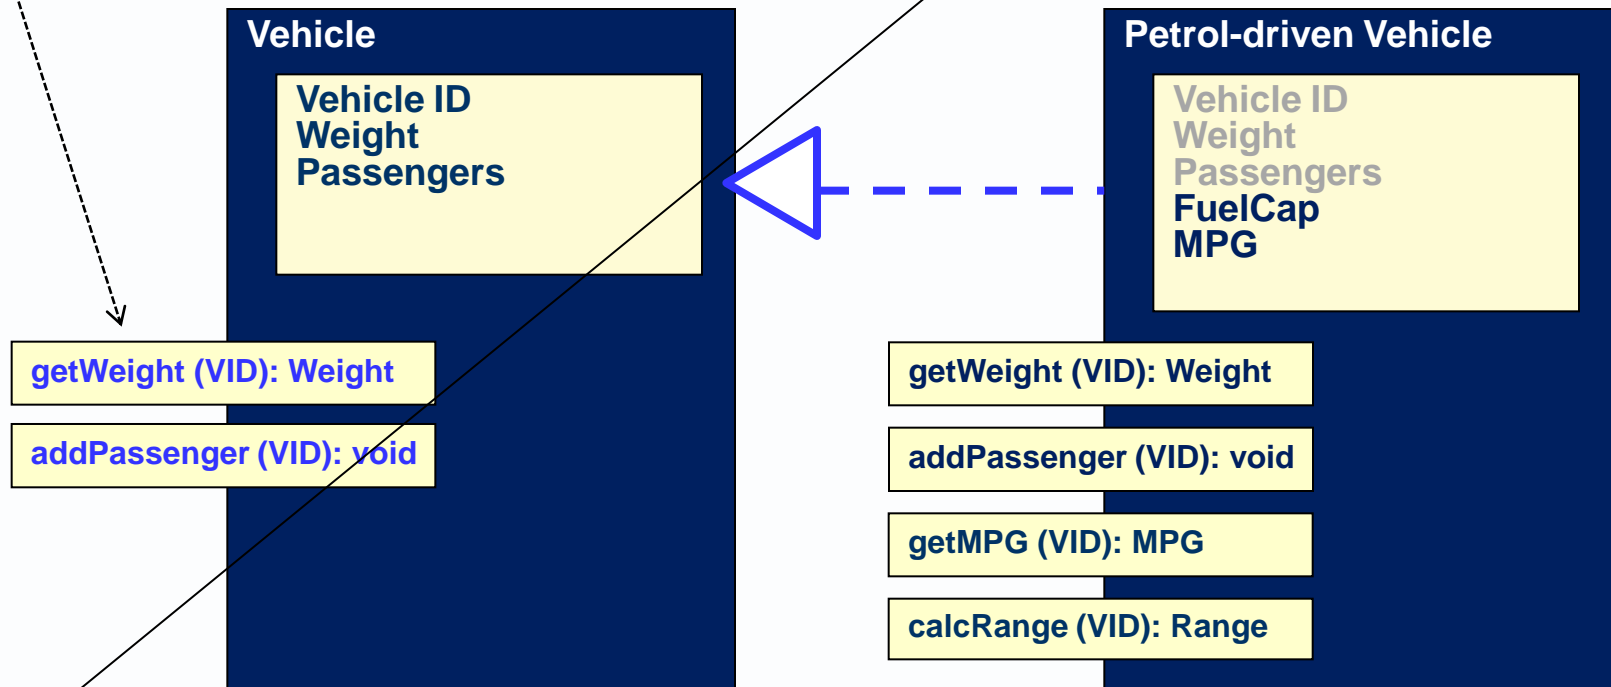 Vehicle
Vehicle ID
Weight
Passengers
getWeight (VID): Weight
addPassenger (VID): void
Petrol-driven Vehicle
Vehicle ID
Weight
Passengers
FuelCap
MPG
getWeight (VID): Weight
addPassenger (VID): void
getMPG (VID): MPG
calcRange (VID): Range